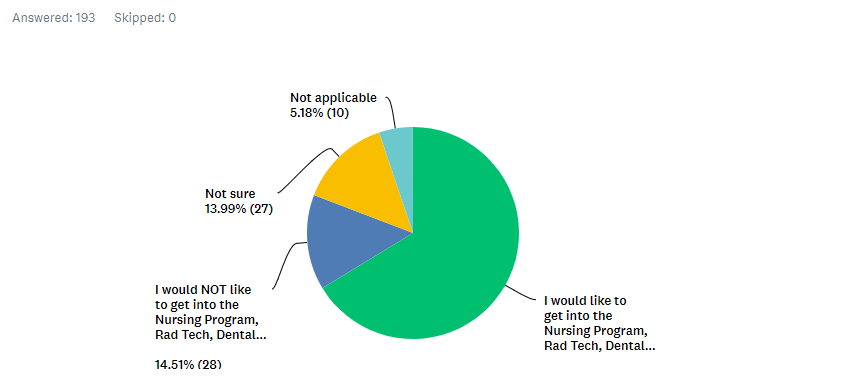 Answered: 193 Skipped: 0
Not applicable
5.18% (10)
Not sure
13.99% (27)
I would NOT like
to get into the
Nursing Program,
Rad Tech, Dental...
14.51% (28)
I would like to
get into the
Nursing Program,
Rad Tech, Dental...